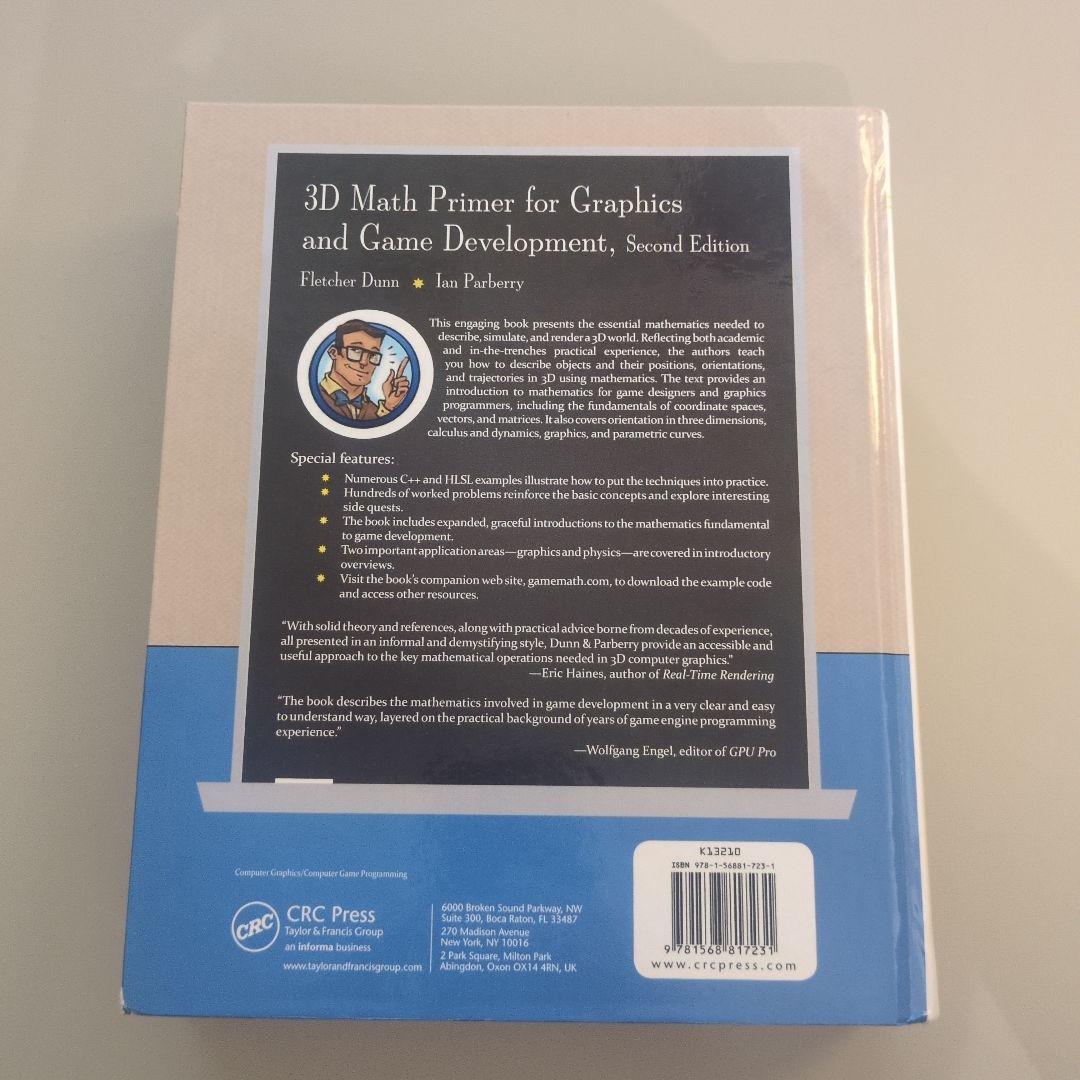 3D Math Primer for Graphics
and Game Development, Second Edition
Fletcher Dunn ✸ Ian Parberry
This engaging book presents the essential mathematics needed to
describe, simulate, and render a 3D world. Reflecting both academic
and in-the-trenches practical experience, the authors teach
you how to describe objects and their positions, orientations,
and trajectories in 3D using mathematics. The text provides an
introduction to mathematics for game designers and graphics
programmers, including the fundamentals of coordinate spaces,
vectors, and matrices. It also covers orientation in three dimensions,
calculus and dynamics, graphics, and parametric curves.
Special features:
✸ Numerous C++ and HLSL examples illustrate how to put the techniques into practice.
✸ Hundreds of worked problems reinforce the basic concepts and explore interesting
side quests.
✸ The book includes expanded, graceful introductions to the mathematics fundamental
to game development.
✸ Two important application areas—graphics and physics—are covered in introductory
overviews.
✸ Visit the book's companion web site, gamemath.com, to download the example code
and access other resources.
“With solid theory and references, along with practical advice borne from decades of experience,
all presented in an informal and demystifying style, Dunn & Parberry provide an accessible and
useful approach to the key mathematical operations needed in 3D computer graphics.”
—Eric Haines, author of Real-Time Rendering
“The book describes the mathematics involved in game development in a very clear and easy
to understand way, layered on the practical background of years of game engine programming
experience.”
—Wolfgang Engel, editor of GPU Pro
Computer Graphics/Computer Game Programming
CRC
CRC Press
Taylor & Francis Group
an informa business
www.taylorandfrancisgroup.com
6000 Broken Sound Parkway, NW
Suite 300, Boca Raton, FL 33487
270 Madison Avenue
New York, NY 10016
2 Park Square, Milton Park
Abingdon, Oxon OX14 4RN, UK
K13210
ISBN 978-1-56881-723-1
9 781568 817231
www.crcpress.com